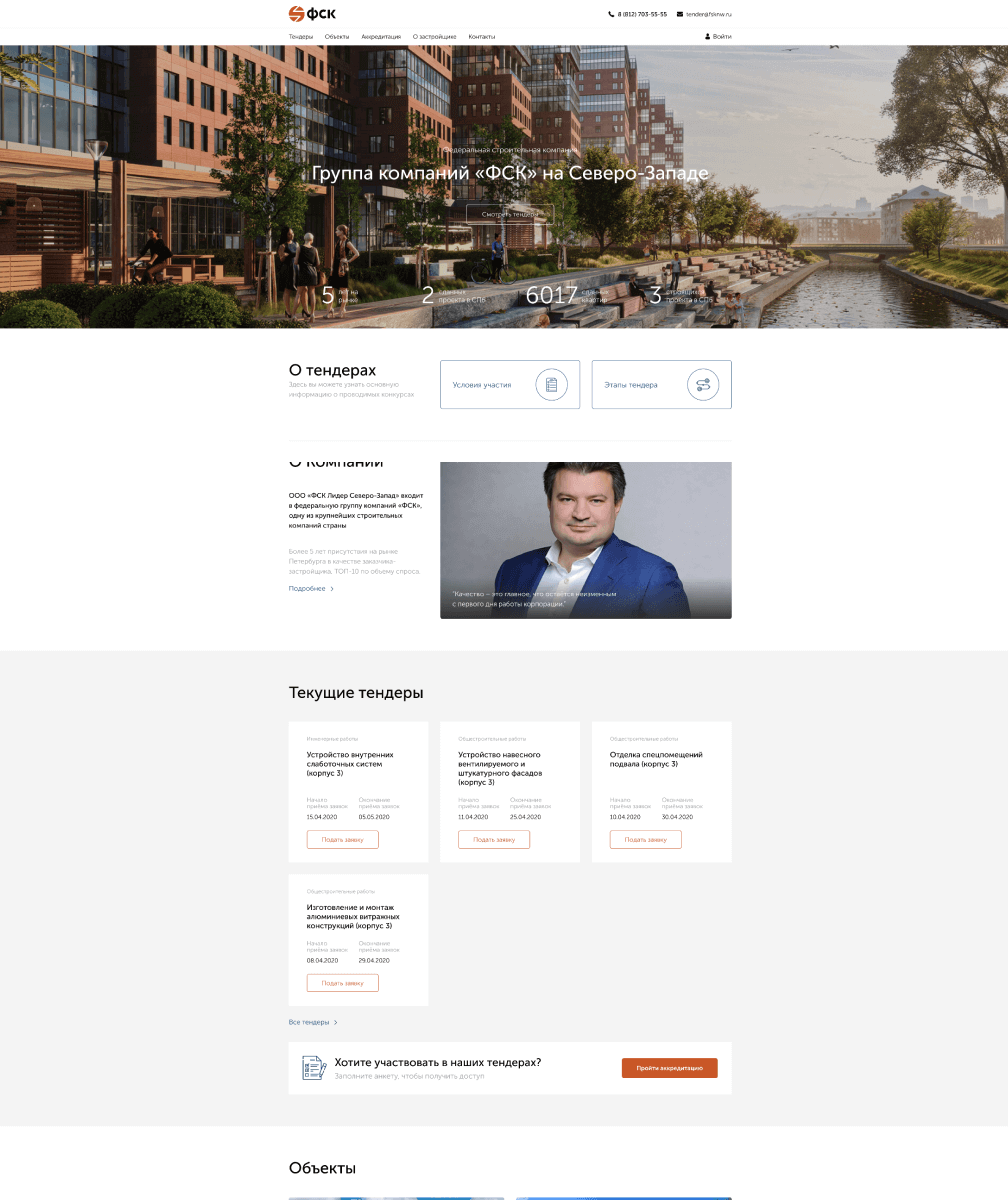 ФСК
8 (812) 703-55-55
tender@fsknw.ru
Тендеры
Объекты
Аккредитация
О застройщике
Контакты
Войти
Федеральная строительная компания
Группа компаний «ФСК» на Северо-Западе
Смотреть тендеры
5 лет на
рынке
2 сданных
проекта в СПб
6017 сданных
квартир
3 строящихся
проекта в СПб
О тендерах
Здесь вы можете узнать основную
информацию о проводимых конкурсах
Условия участия
Этапы тендера
О компании
ООО «ФСК Лидер Северо-Запад» входит
в федеральную группу компаний «ФСК»,
одну из крупнейших строительных
компаний страны
Более 5 лет присутствия на рынке
Петербурга в качестве заказчика-
застройщика. ТОП-10 по объему спроса.
Подробнее
"Качество – это главное, что остается неизменным
с первого дня работы корпорации."
Текущие тендеры
Инженерные работы
Устройство внутренних
слаботочных систем
(корпус 3)
Начало
приёма заявок
Окончание
приёма заявок
15.04.2020
05.05.2020
Подать заявку
Общестроительные работы
Устройство навесного
вентилируемого и
штукатурного фасадов
(корпус 3)
Начало
приёма заявок
Окончание
приёма заявок
11.04.2020
25.04.2020
Подать заявку
Общестроительные работы
Отделка спецпомещений
подвала (корпус 3)
Начало
приёма заявок
Окончание
приёма заявок
10.04.2020
30.04.2020
Подать заявку
Общестроительные работы
Изготовление и монтаж
алюминиевых витражных
конструкций (корпус 3)
Начало
приёма заявок
Окончание
приёма заявок
08.04.2020
29.04.2020
Подать заявку
Все тендеры
Хотите участвовать в наших тендерах?
Заполните анкету, чтобы получить доступ
Пройти аккредитацию
Объекты